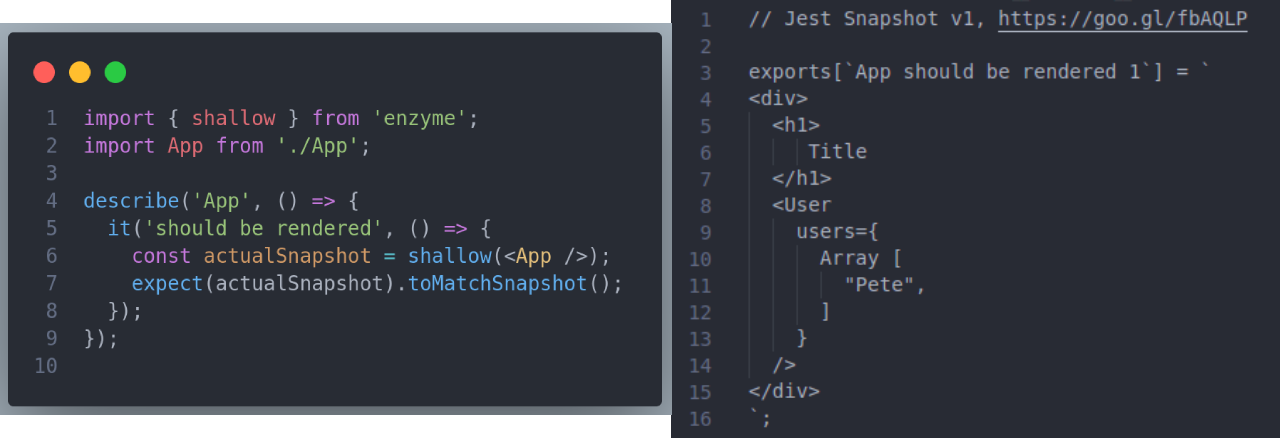 1 import { shallow } from 'enzyme';
2 import App from './App';
3
4 describe('App', () => {
5   it('should be rendered', () => {
6     const actualSnapshot = shallow(<App />);
7     expect(actualSnapshot).toMatchSnapshot();
8   });
9 });
10
1 // Jest Snapshot v1, https://goo.gl/fbAQLP
2
3 exports[`App should be rendered 1`] = `
4 <div>
5   <h1>
6     Title
7   </h1>
8   <User
9     users={
10       Array [
11         "Pete",
12       ]
13     }
14   />
15 </div>
16 `;